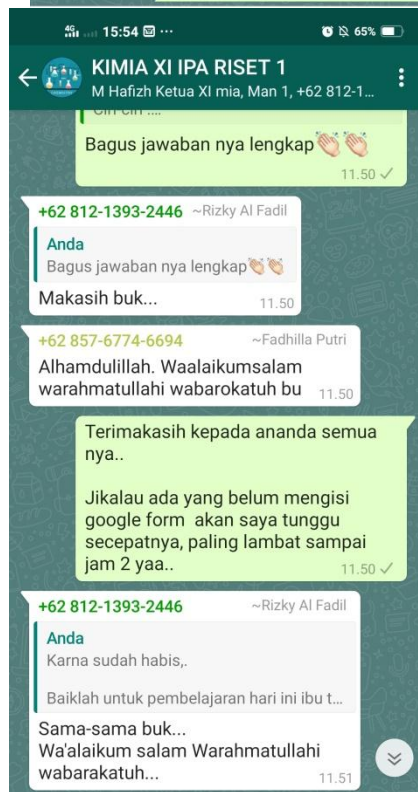 4G 15:54 ... 65%
KIMIA XI IPA RISET 1
M Hafizh Ketua XI mia, Man 1, +62 812-1...
Bagus jawaban nya lengkap👏🏻👏🏻
11.50
+62 812-1393-2446 ~Rizky Al Fadil
Anda
Bagus jawaban nya lengkap👏🏻👏🏻
Makasih buk...
11.50
+62 857-6774-6694 ~Fadhilla Putri
Alhamdulillah. Waalaikumsalam
warahmatullahi wabarokatuh bu
11.50
Terimakasih kepada ananda semua
nya..
Jikalau ada yang belum mengisi
google form akan saya tunggu
secepatnya, paling lambat sampai
jam 2 yaa..
11.50
+62 812-1393-2446 ~Rizky Al Fadil
Anda
Karna sudah habis,.
Baiklah untuk pembelajaran hari ini ibu t...
Sama-sama buk...
Wa'alaikum salam Warahmatullahi
wabarakatuh...
11.51